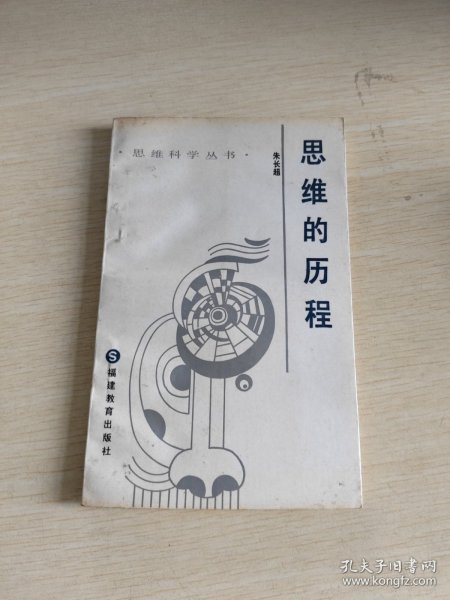 ·思维科学丛书·
朱长超
思维的历程
S
福建教育出版社
孔夫子旧书网
www.kongfz.com